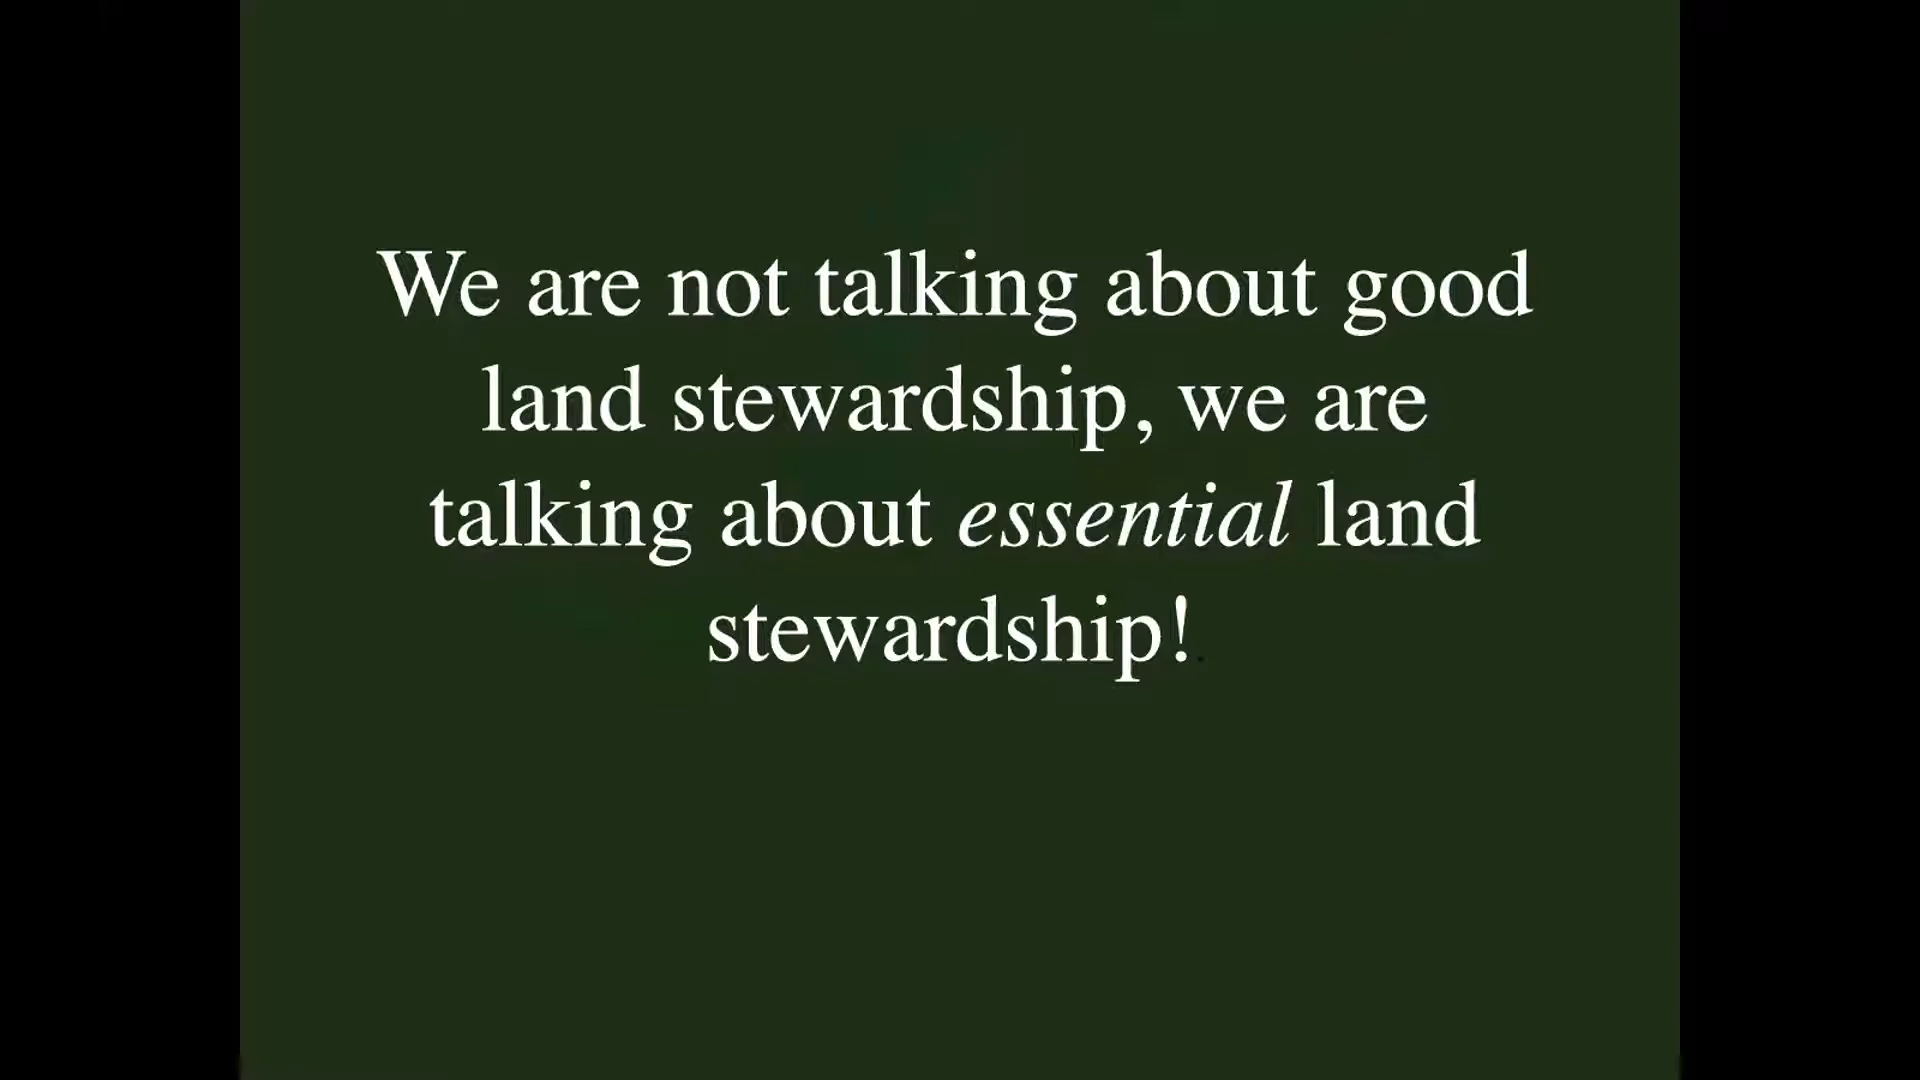 We are not talking about good
land stewardship, we are
talking about essential land
stewardship!